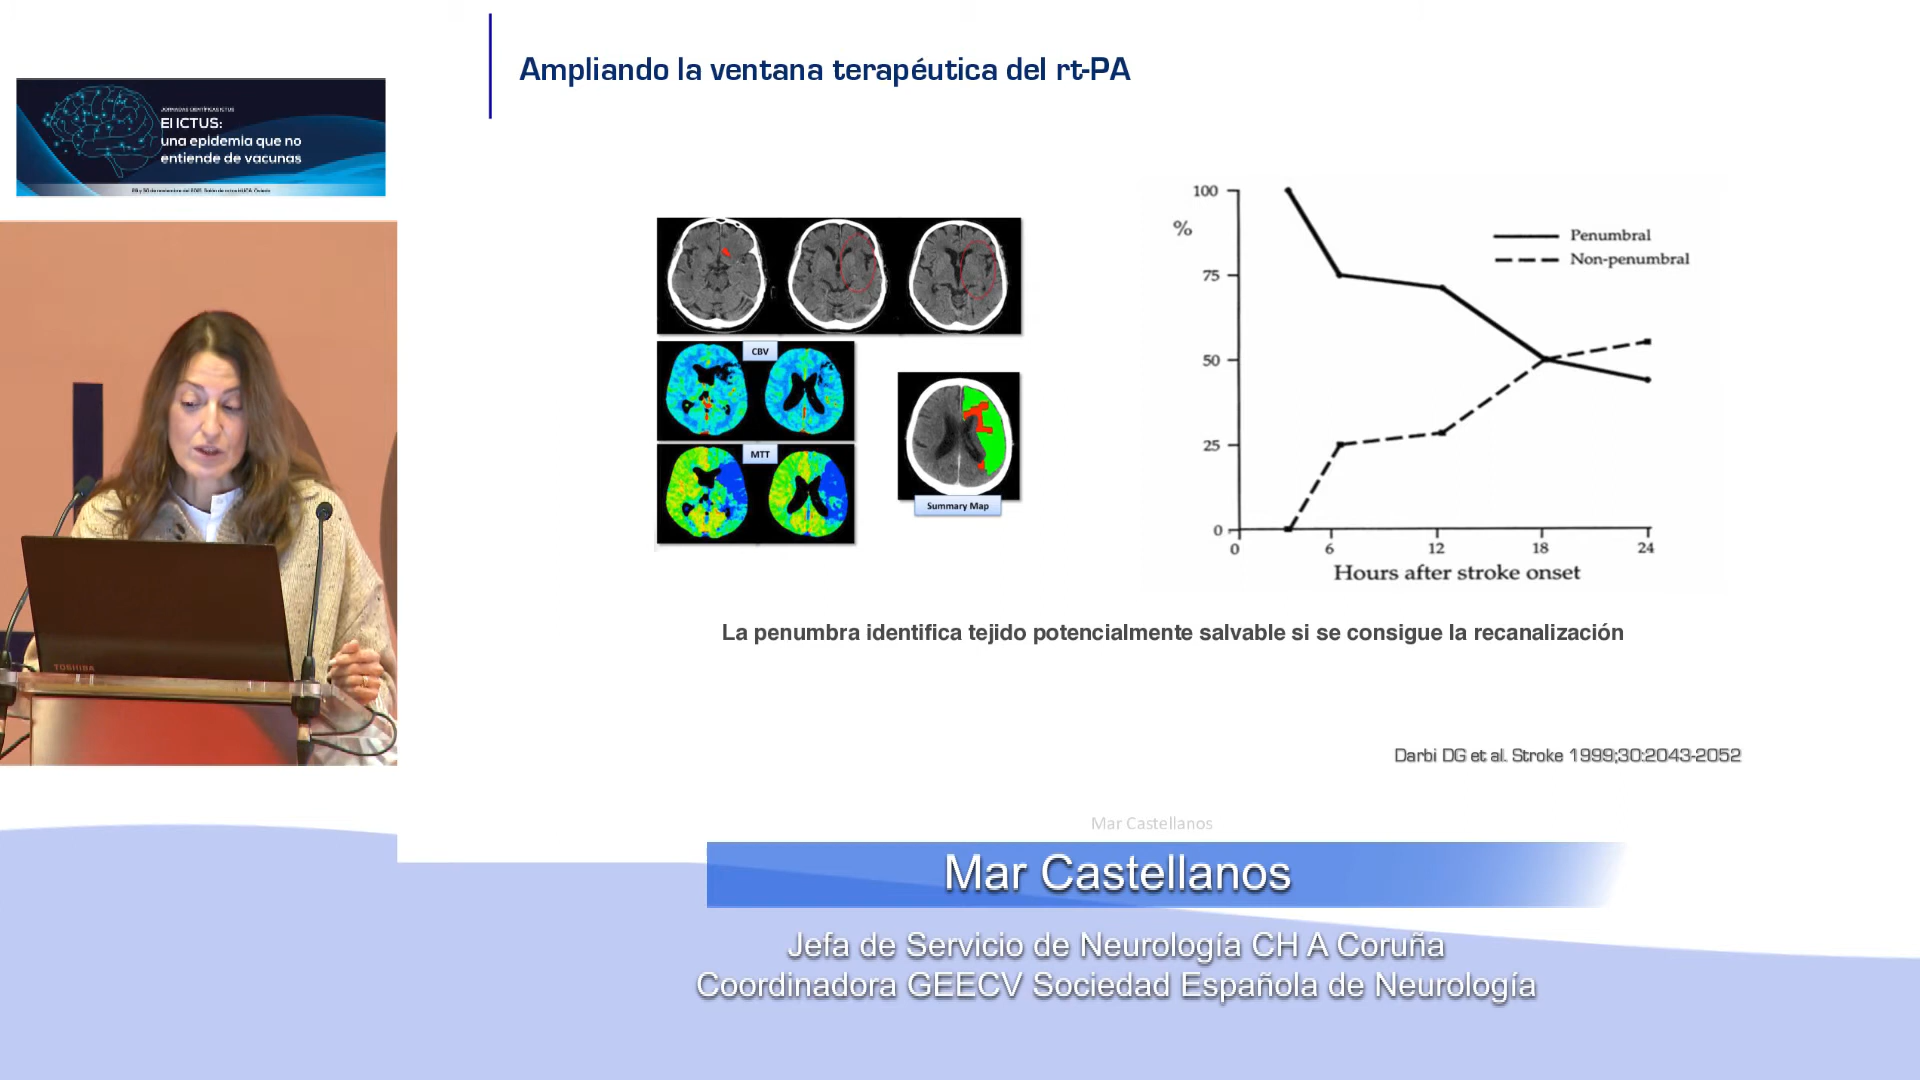 Ampliando la ventana terapéutica del rt-PA
JORNADAS CIENTÍFICAS ICTUS
El ICTUS:
una epidemia que no
entiende de vacunas
CBV
MTT
Summary Map
100
%
75
50
25
0
Penumbral
Non-penumbral
0 6 12 18 24
Hours after stroke onset
La penumbra identifica tejido potencialmente salvable si se consigue la recanalización
TOSHIBA
Darbi DG et al. Stroke 1999;30:2043-2052
Mar Castellanos
Mar Castellanos
Jefa de Servicio de Neurología CH A Coruña
Coordinadora GEECV Sociedad Española de Neurología